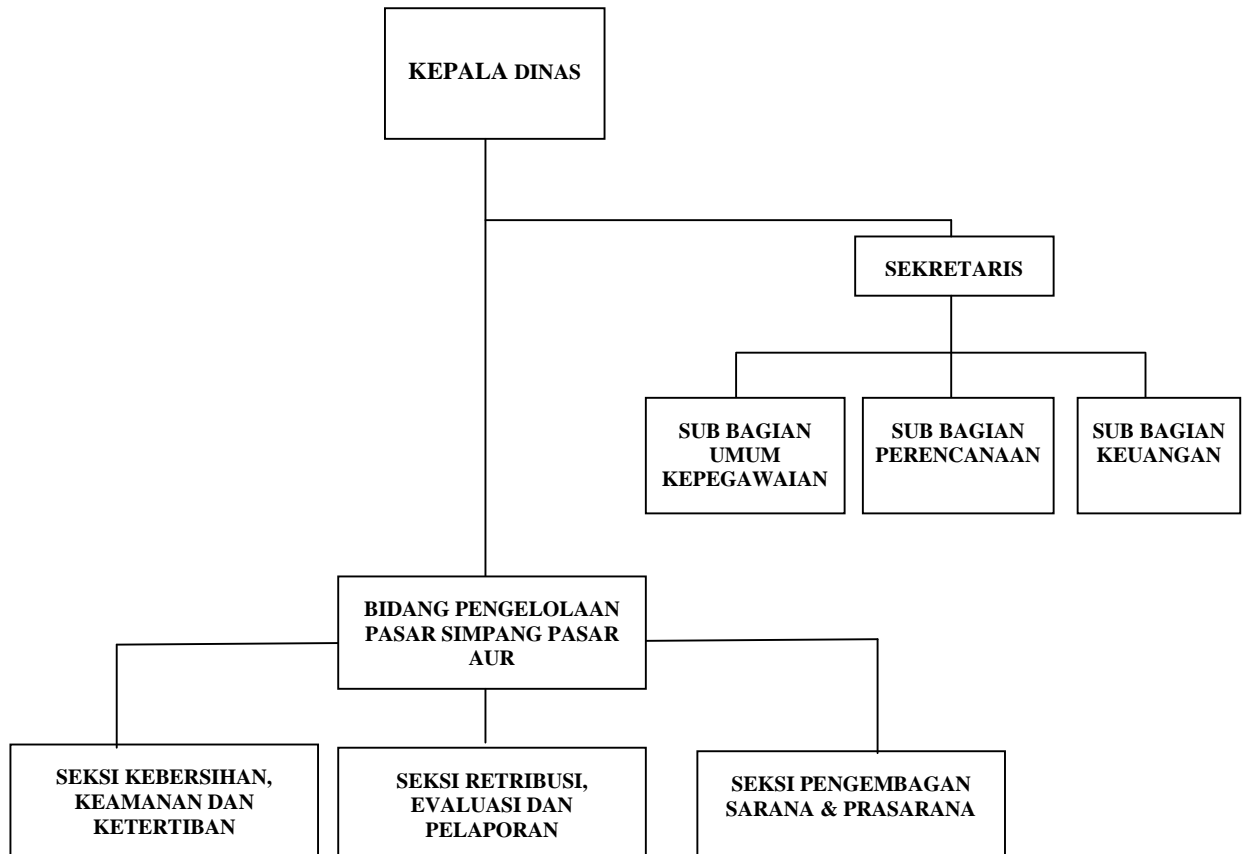 KEPALA DINAS
SEKRETARIS
SUB BAGIAN
UMUM
KEPEGAWAIAN
SUB BAGIAN
PERENCANAAN
SUB BAGIAN
KEUANGAN
BIDANG PENGELOLAAN
PASAR SIMPANG PASAR
AUR
SEKSI KEBERSIHAN,
KEAMANAN DAN
KETERTIBAN
SEKSI RETRIBUSI,
EVALUASI DAN
PELAPORAN
SEKSI PENGEMBAGAN
SARANA & PRASARANA